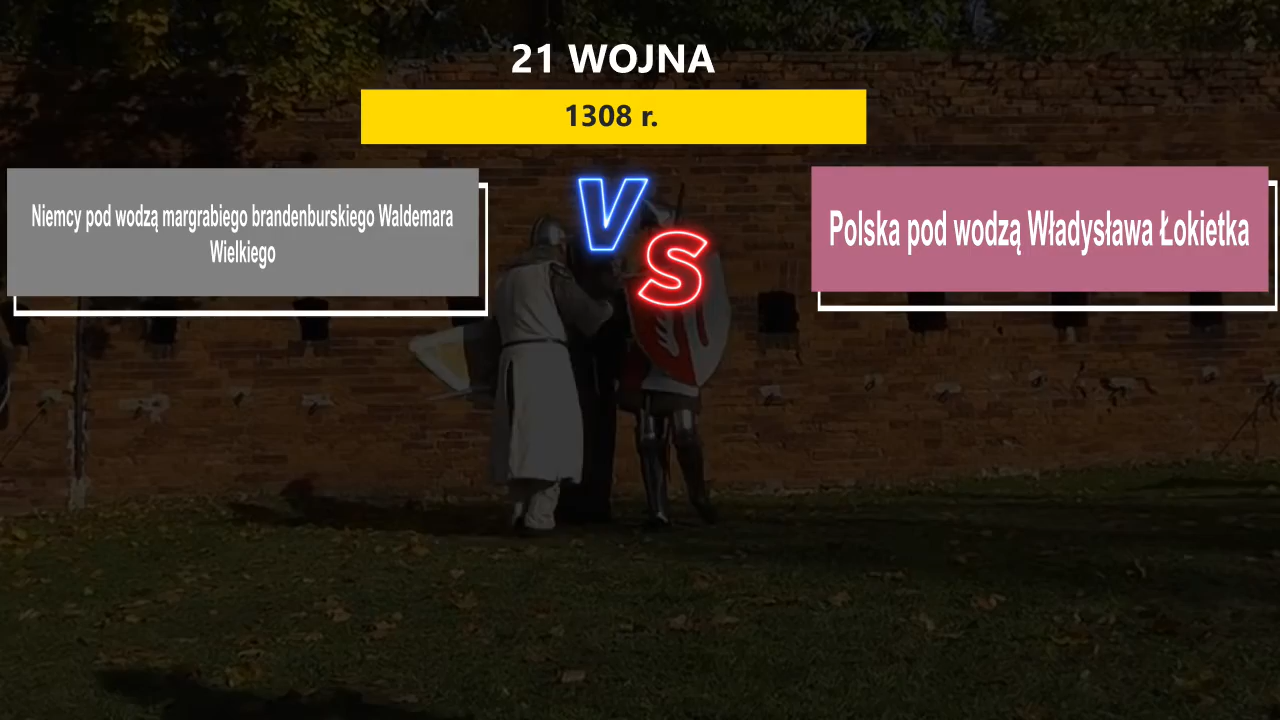 21 WOJNA
1308 r.
Niemcy pod wodzą margrabiego brandenburskiego Waldemara
Wielkiego
VS
Polska pod wodzą Władysława Łokietka